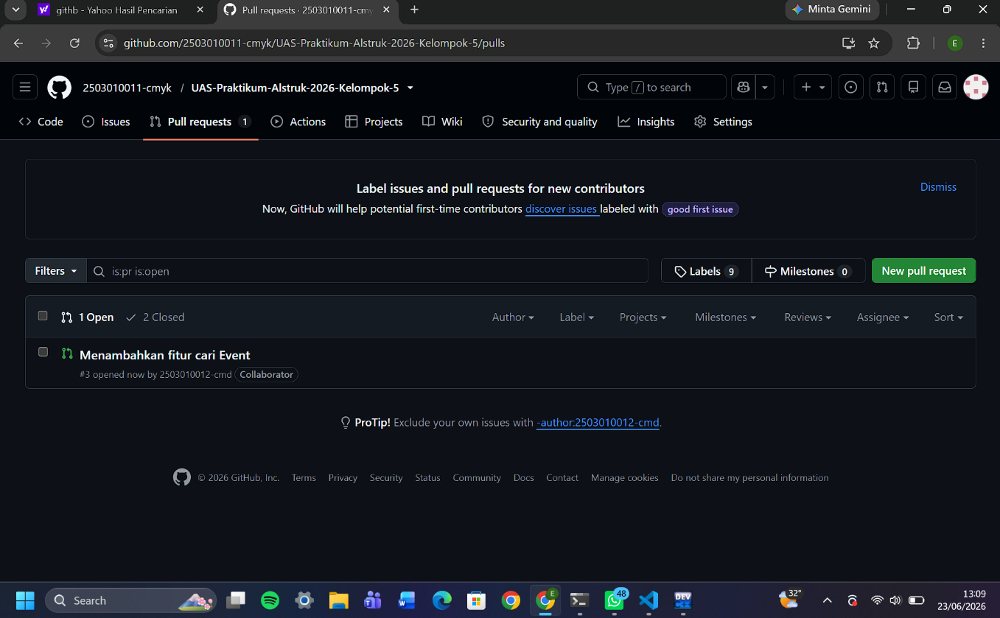 githb - Yahoo Hasil Pencarian
Pull requests · 2503010011-cmy
Minta Gemini
github.com/2503010011-cmyk/UAS-Praktikum-Alstruk-2026-Kelompok-5/pulls
E
2503010011-cmyk / UAS-Praktikum-Alstruk-2026-Kelompok-5
Type / to search
Code Issues Pull requests 1 Actions Projects Wiki Security and quality Insights Settings
Label issues and pull requests for new contributors
Dismiss
Now, GitHub will help potential first-time contributors discover issues labeled with good first issue
Filters is:pr is:open Labels 9 Milestones 0 New pull request
1 Open 2 Closed Author Label Projects Milestones Reviews Assignee Sort
Menambahkan fitur cari Event
#3 opened now by 2503010012-cmd Collaborator
ProTip! Exclude your own issues with -author:2503010012-cmd.
© 2026 GitHub, Inc. Terms Privacy Security Status Community Docs Contact Manage cookies Do not share my personal information
Search
E
48
DEV
32°
13:09
23/06/2026